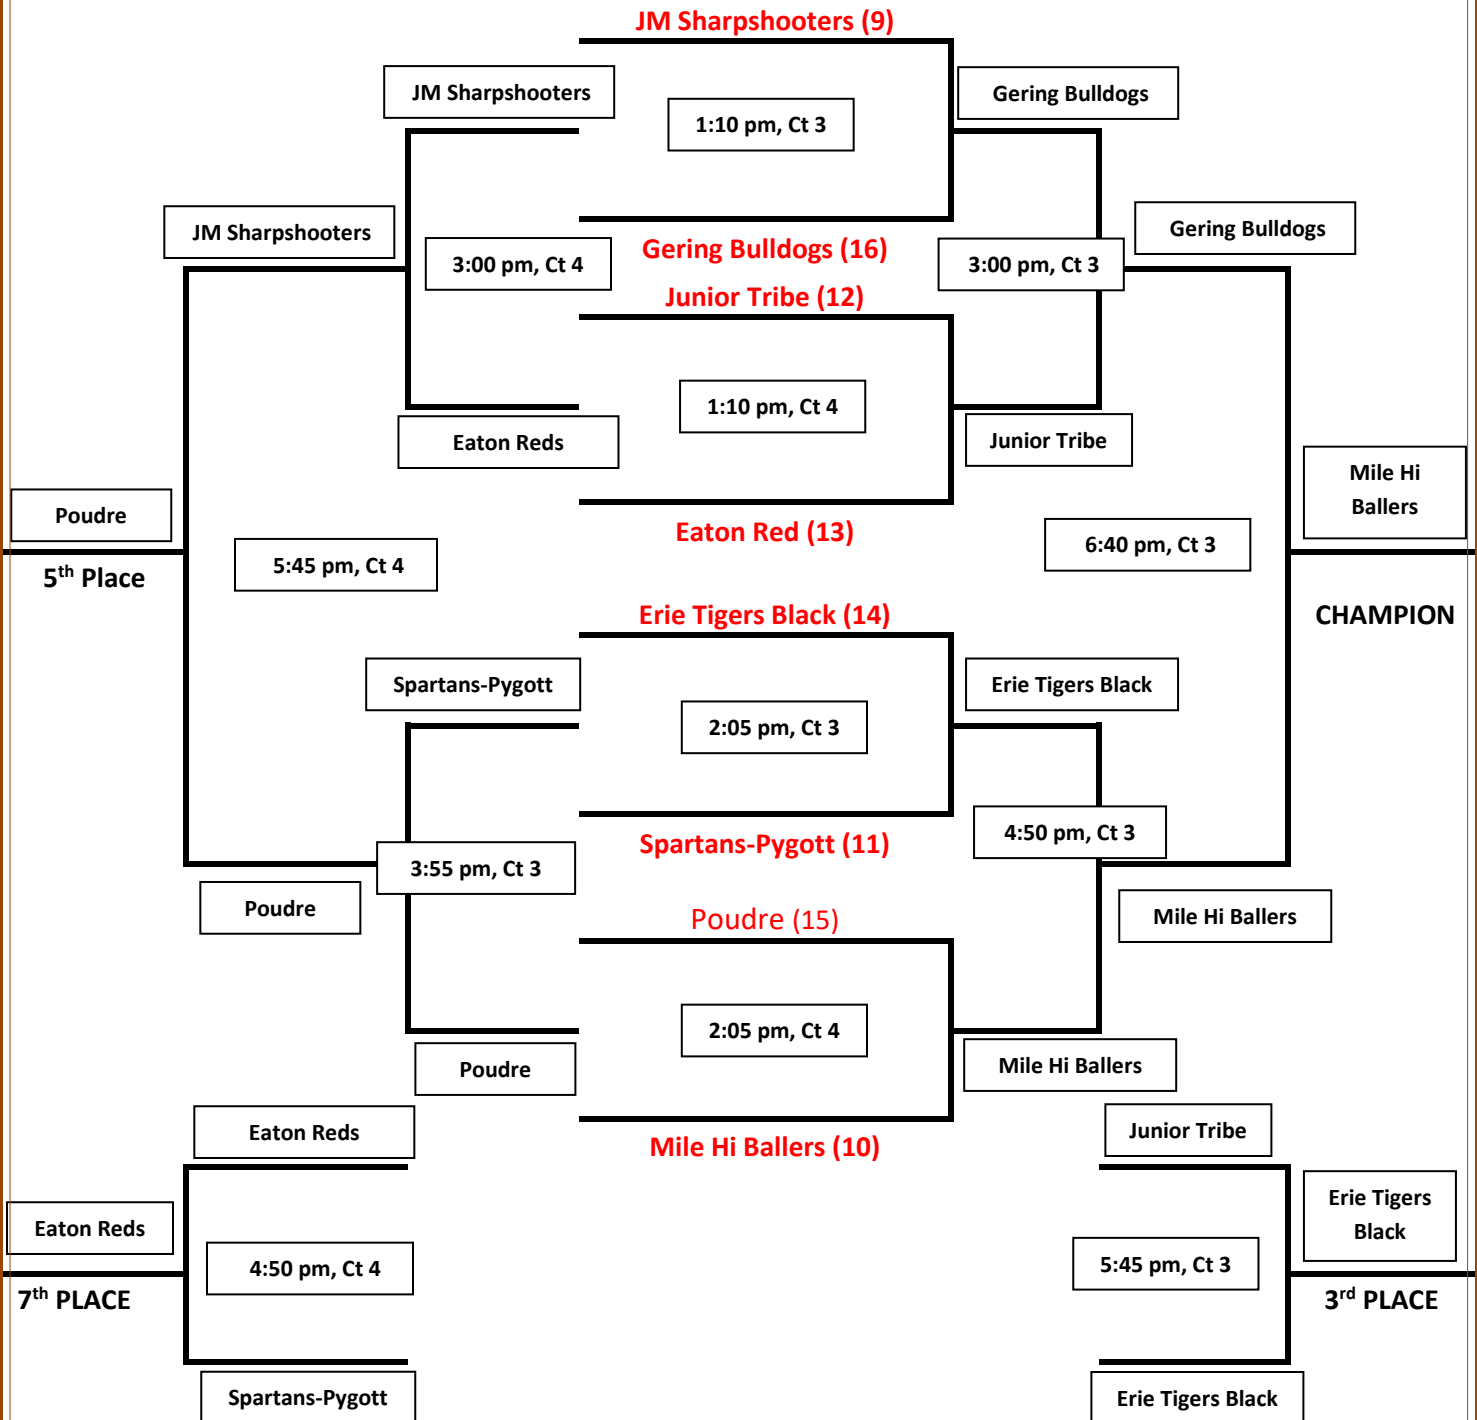 JM Sharpshooters (9)
JM Sharpshooters
Gering Bulldogs
1:10 pm, Ct 3
JM Sharpshooters
Gering Bulldogs
Gering Bulldogs (16)
3:00 pm, Ct 4
3:00 pm, Ct 3
Junior Tribe (12)
1:10 pm, Ct 4
Eaton Reds
Junior Tribe
Mile Hi
Ballers
Poudre
Eaton Red (13)
6:40 pm, Ct 3
5:45 pm, Ct 4
5th Place
Erie Tigers Black (14)
CHAMPION
Spartans-Pygott
Erie Tigers Black
2:05 pm, Ct 3
4:50 pm, Ct 3
Spartans-Pygott (11)
3:55 pm, Ct 3
Poudre
Poudre (15)
Mile Hi Ballers
2:05 pm, Ct 4
Poudre
Mile Hi Ballers
Eaton Reds
Junior Tribe
Mile Hi Ballers (10)
Eaton Reds
Erie Tigers
Black
4:50 pm, Ct 4
5:45 pm, Ct 3
7th PLACE
3rd PLACE
Spartans-Pygott
Erie Tigers Black